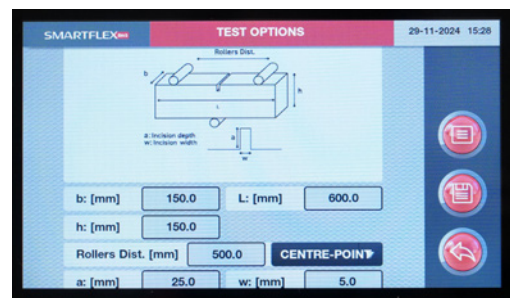 SMARTFLEX
TEST OPTIONS
29-11-2024 15:28
Rollers Dist.
b
h
L
a: Incision depth
w: Incision width
a
w
b: [mm] 150.0 L: [mm] 600.0
h: [mm] 150.0
Rollers Dist. [mm] 500.0 CENTRE-POINT
a: [mm] 25.0 w: [mm] 5.0